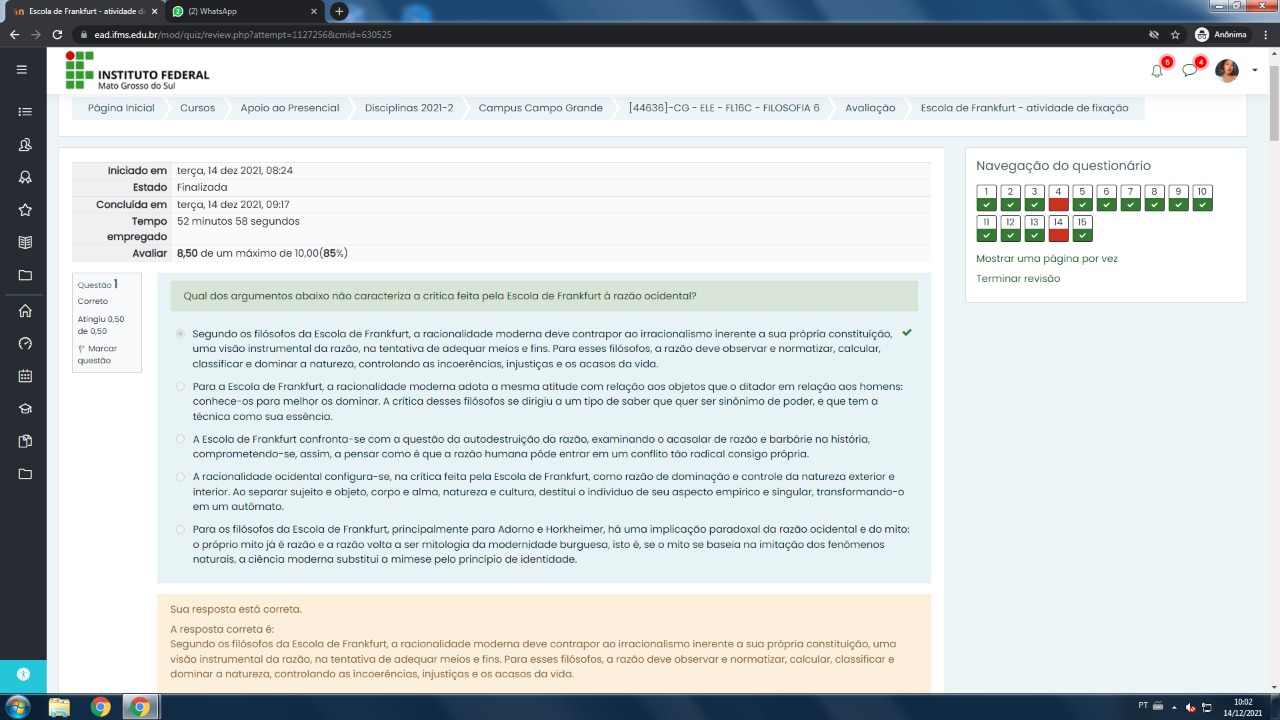 Escola de Frankfurt - atividade d
(2) WhatsApp
ead.ifms.edu.br/mod/quiz/review.php?attempt=1127256&cmid=630525
Anônima
INSTITUTO FEDERAL
Mato Grosso do Sul
6
4
Página Inicial
Cursos
Apoio ao Presencial
Disciplinas 2021-2
Campus Campo Grande
[44636]-CG - ELE - FL16C - FILOSOFIA 6
Avaliação
Escola de Frankfurt - atividade de fixação
Iniciado em terça, 14 dez 2021, 08:24
Estado Finalizada
Concluída em terça, 14 dez 2021, 09:17
Tempo 52 minutos 58 segundos
empregado
Avaliar 8,50 de um máximo de 10,00(85%)
Questão 1
Correto
Atingiu 0,50
de 0,50
Marcar
questão
Qual dos argumentos abaixo não caracteriza a crítica feita pela Escola de Frankfurt à razão ocidental?
Segundo os filósofos da Escola de Frankfurt, a racionalidade moderna deve contrapor ao irracionalismo inerente a sua própria constituição,
uma visão instrumental da razão, na tentativa de adequar meios e fins. Para esses filósofos, a razão deve observar e normatizar, calcular,
classificar e dominar a natureza, controlando as incoerências, injustiças e os acasos da vida.
Para a Escola de Frankfurt, a racionalidade moderna adota a mesma atitude com relação aos objetos que o ditador em relação aos homens:
conhece-os para melhor os dominar. A crítica desses filósofos se dirigiu a um tipo de saber que quer ser sinônimo de poder, e que tem a
técnica como sua essência.
A Escola de Frankfurt confronta-se com a questão da autodestruição da razão, examinando o acasalar de razão e barbárie na história,
comprometendo-se, assim, a pensar como é que a razão humana pôde entrar em um conflito tão radical consigo própria.
A racionalidade ocidental configura-se, na crítica feita pela Escola de Frankfurt, como razão de dominação e controle da natureza exterior e
interior. Ao separar sujeito e objeto, corpo e alma, natureza e cultura, destitui o indivíduo de seu aspecto empírico e singular, transformando-o
em um autômato.
Para os filósofos da Escola de Frankfurt, principalmente para Adorno e Horkheimer, há uma implicação paradoxal da razão ocidental e do mito:
o próprio mito já é razão e a razão volta a ser mitologia da modernidade burguesa, isto é, se o mito se baseia na imitação dos fenômenos
naturais, a ciência moderna substitui a mimese pelo princípio de identidade.
Sua resposta está correta.
A resposta correta é:
Segundo os filósofos da Escola de Frankfurt, a racionalidade moderna deve contrapor ao irracionalismo inerente a sua própria constituição, uma
visão instrumental da razão, na tentativa de adequar meios e fins. Para esses filósofos, a razão deve observar e normatizar, calcular, classificar e
dominar a natureza, controlando as incoerências, injustiças e os acasos da vida.
Navegação do questionário
1 2 3 4 5 6 7 8 9 10
11 12 13 14 15
Mostrar uma página por vez
Terminar revisão
PT
10:02
14/12/2021